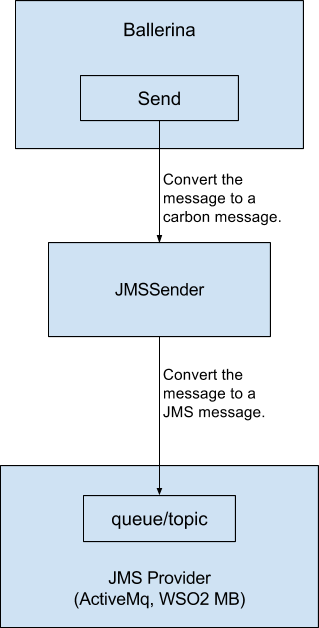 Ballerina
Send
Convert the
message to a
carbon message.
JMSSender
Convert the
message to a
JMS message.
queue/topic
JMS Provider
(ActiveMq, WSO2 MB)